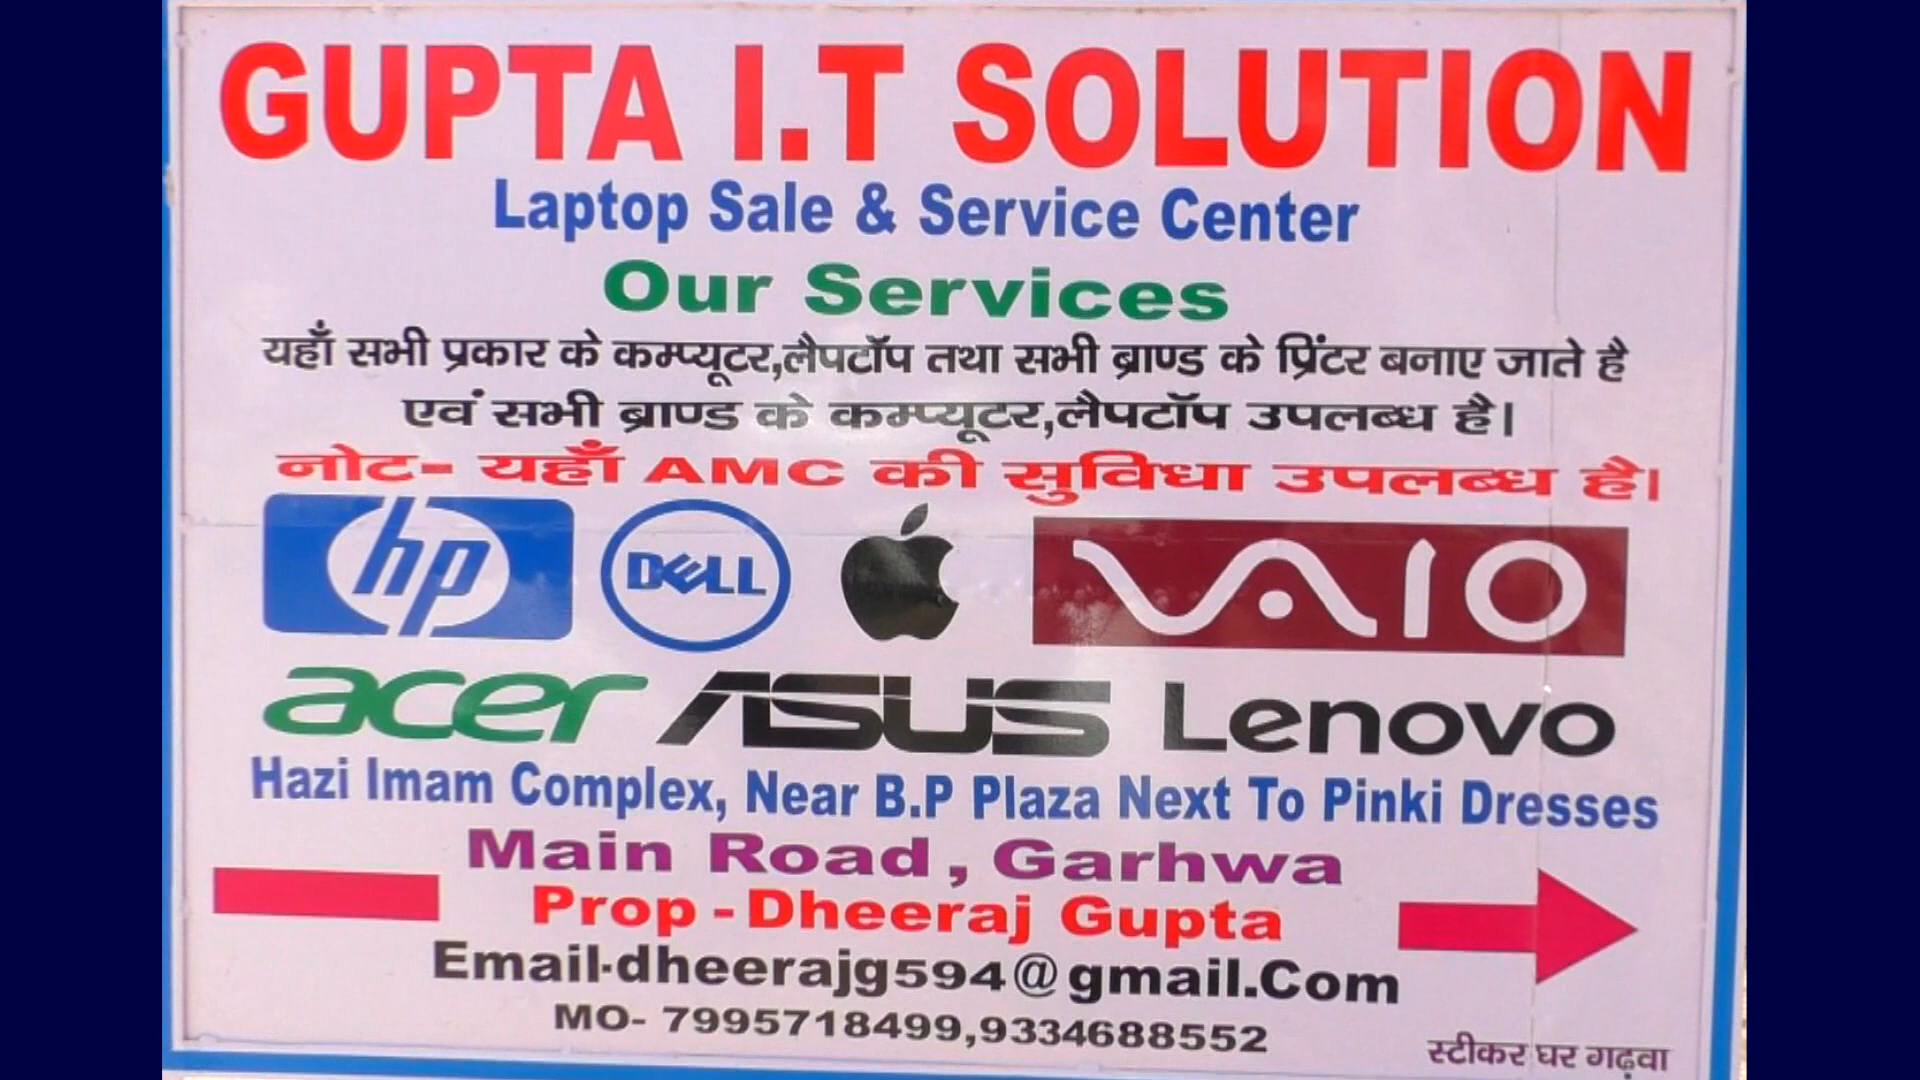 GUPTA I.T SOLUTION
Laptop Sale & Service Center
Our Services
यहाँ सभी प्रकार के कम्प्यूटर,लैपटॉप तथा सभी ब्राण्ड के प्रिंटर बनाए जाते है
एवं सभी ब्राण्ड के कम्प्यूटर,लैपटॉप उपलब्ध है।
नोट- यहाँ AMC की सुविधा उपलब्ध है।
hp DELL VAIO
acer ASUS Lenovo
Hazi Imam Complex, Near B.P Plaza Next To Pinki Dresses
Main Road, Garhwa
Prop - Dheeraj Gupta
Email-dheerajg594@gmail.Com
MO- 7995718499,9334688552
स्टीकर घर गढ़वा